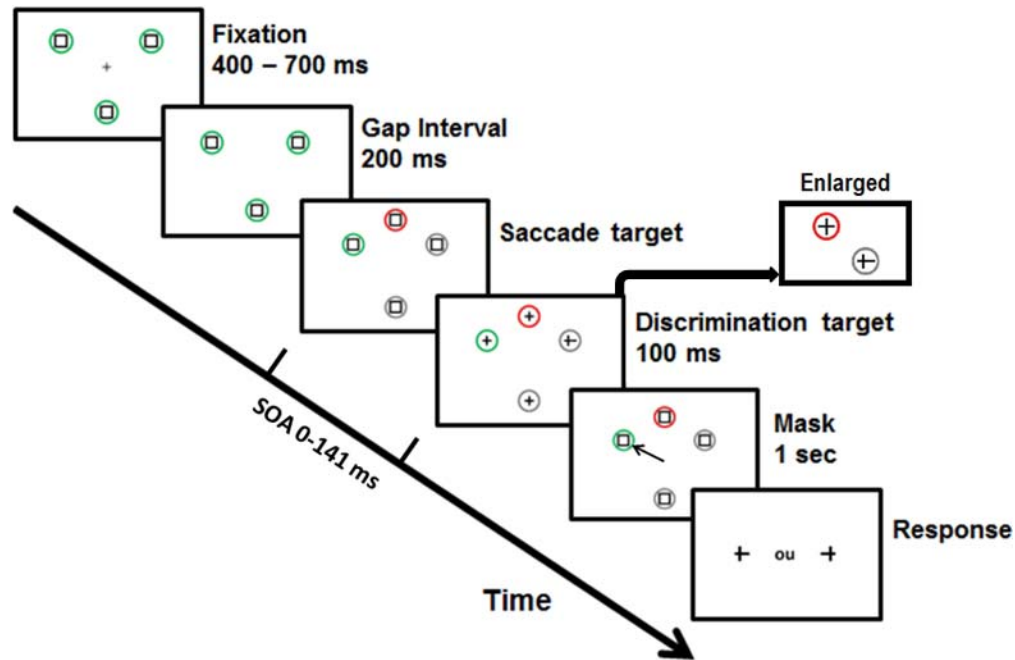 Fixation
400 – 700 ms
Gap Interval
200 ms
Enlarged
Saccade target
Discrimination target
100 ms
SOA 0-141 ms
Mask
1 sec
Response
ou
Time